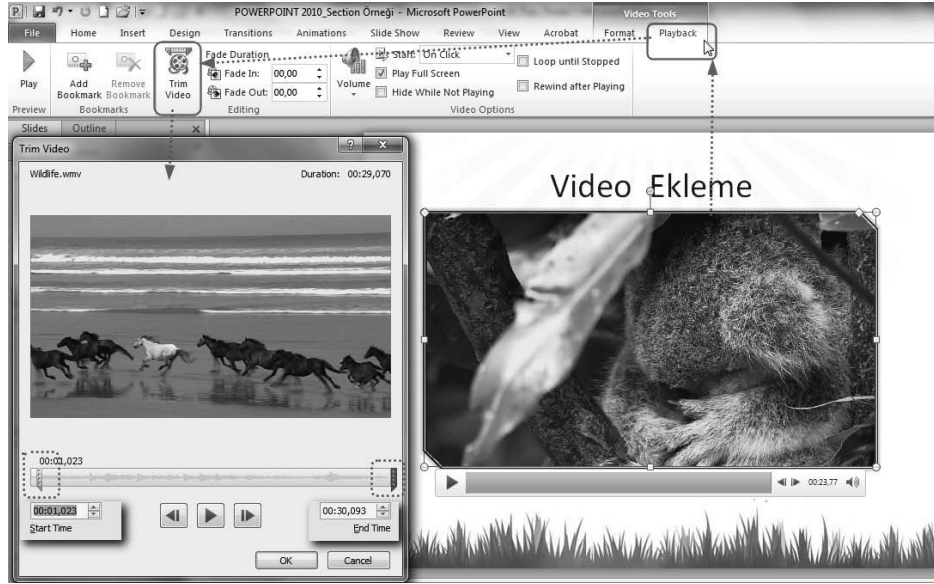 POWERPOINT 2010_Section Örneği - Microsoft PowerPoint
Video Tools
File Home Insert Design Transitions Animations Slide Show Review View Acrobat Format Playback
Play
Preview
Add Bookmark
Remove Bookmark
Bookmarks
Trim Video
Fade Duration
Fade In: 00,00
Fade Out: 00,00
Editing
Volume
Start: On Click
Play Full Screen
Hide While Not Playing
Loop until Stopped
Rewind after Playing
Video Options
Slides Outline
Trim Video
Wildlife.wmv Duration: 00:29,070
00:01,023
00:01,023
Start Time
00:30,093
End Time
OK Cancel
Video Ekleme
00:23,77